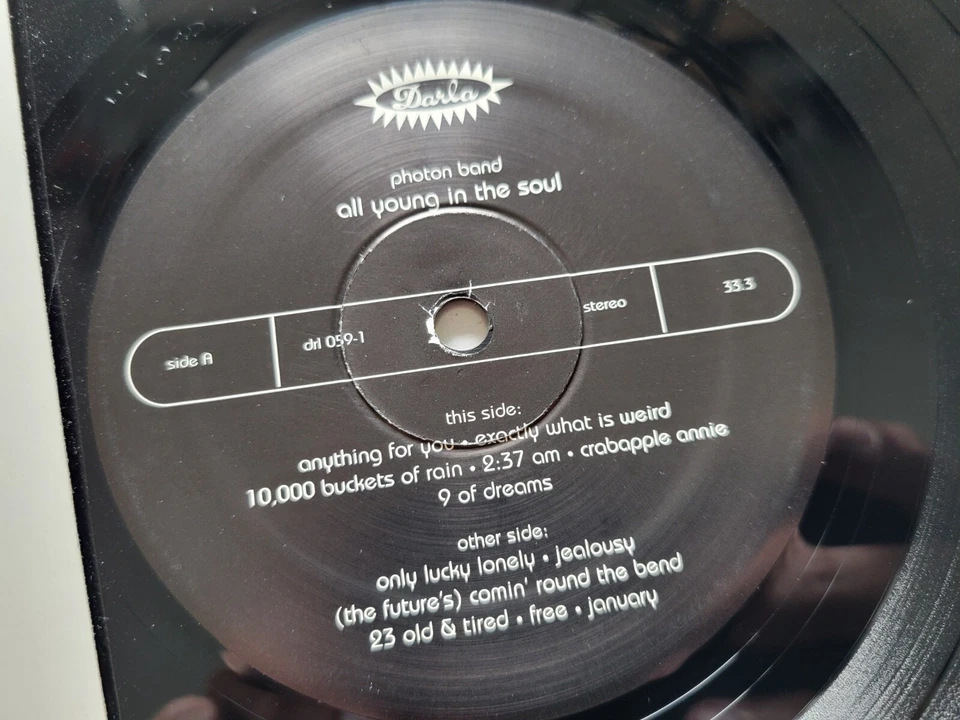 Darla
photon band
all young in the soul
side A
drl 059-1
stereo
33.3
this side:
anything for you • exactly what is weird
10,000 buckets of rain • 2:37 am • crabapple annie
9 of dreams
other side:
only lucky lonely • jealousy
(the future's) comin' round the bend
23 old & tired • free • january